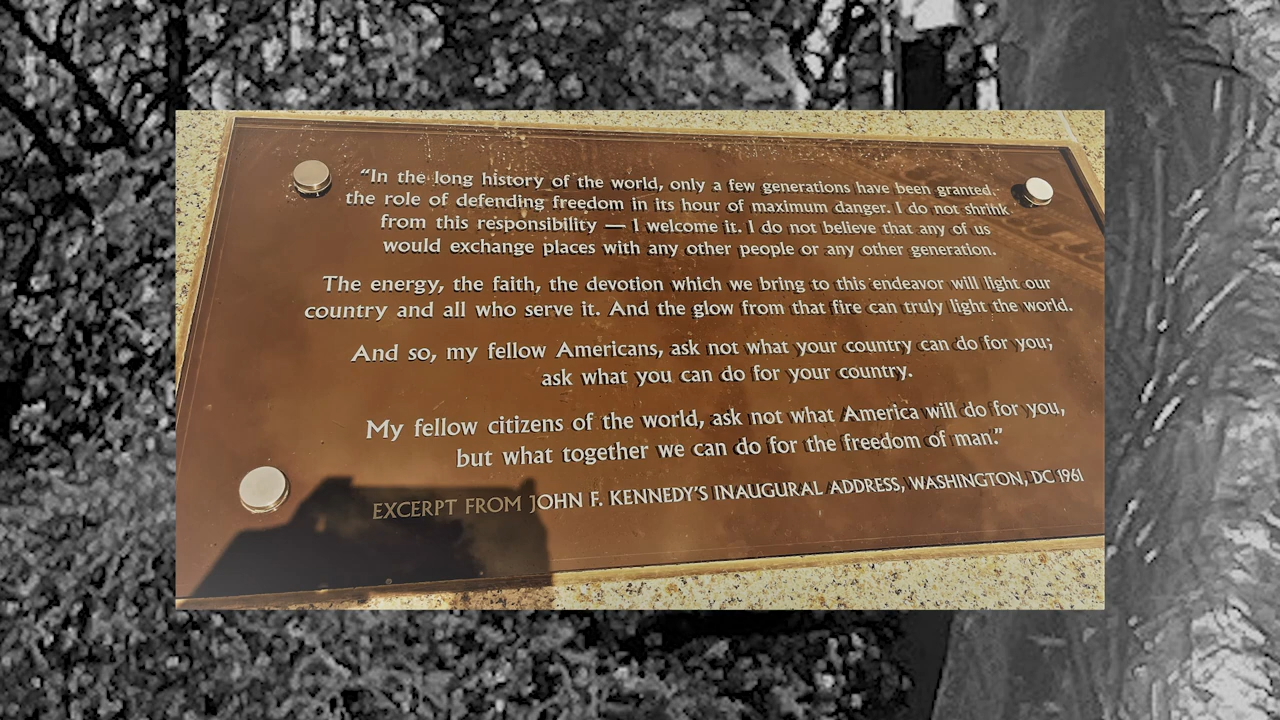 “In the long history of the world, only a few generations have been granted.
the role of defending freedom in its hour of maximum danger. I do not shrink
from this responsibility — I welcome it. I do not believe that any of us
would exchange places with any other people or any other generation.
The energy, the faith, the devotion which we bring to this endeavor will light our
country and all who serve it. And the glow from that fire can truly light the world.
And so, my fellow Americans, ask not what your country can do for you;
ask what you can do for your country.
My fellow citizens of the world, ask not what America will do for you,
but what together we can do for the freedom of man.”
EXCERPT FROM JOHN F. KENNEDY'S INAUGURAL ADDRESS, WASHINGTON, DC 1961